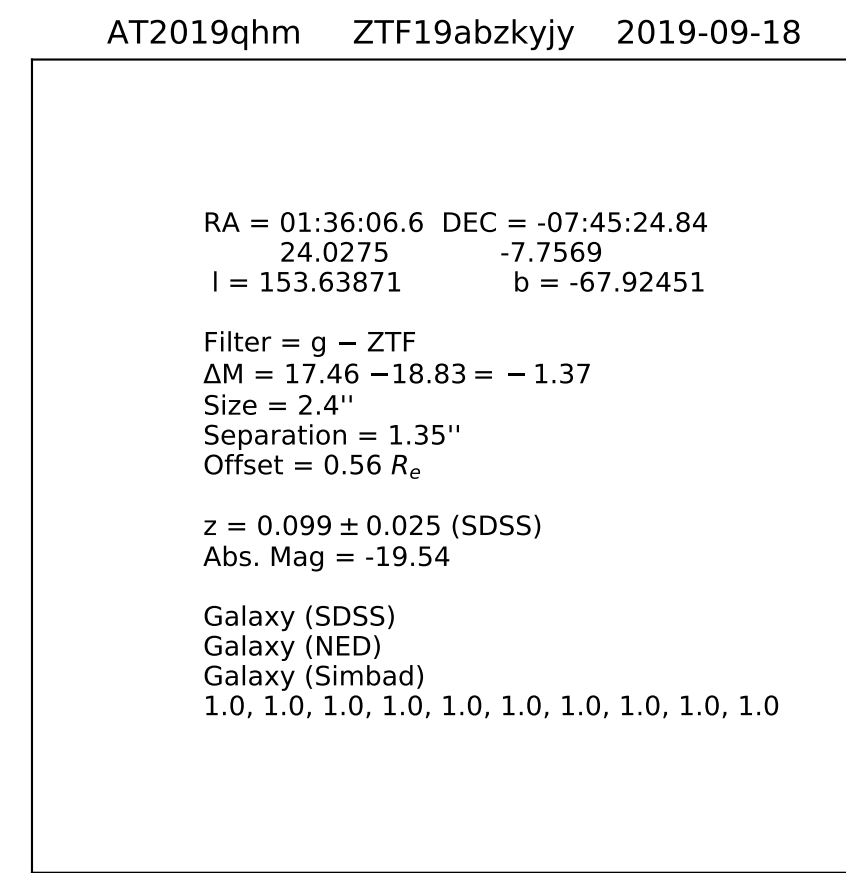 AT2019qhm ZTF19abzkyjy 2019-09-18
RA = 01:36:06.6 DEC = -07:45:24.84
24.0275 -7.7569
l = 153.63871 b = -67.92451
Filter = g − ZTF
ΔM = 17.46 −18.83 = − 1.37
Size = 2.4''
Separation = 1.35''
Offset = 0.56 Re
z = 0.099 ± 0.025 (SDSS)
Abs. Mag = -19.54
Galaxy (SDSS)
Galaxy (NED)
Galaxy (Simbad)
1.0, 1.0, 1.0, 1.0, 1.0, 1.0, 1.0, 1.0, 1.0, 1.0